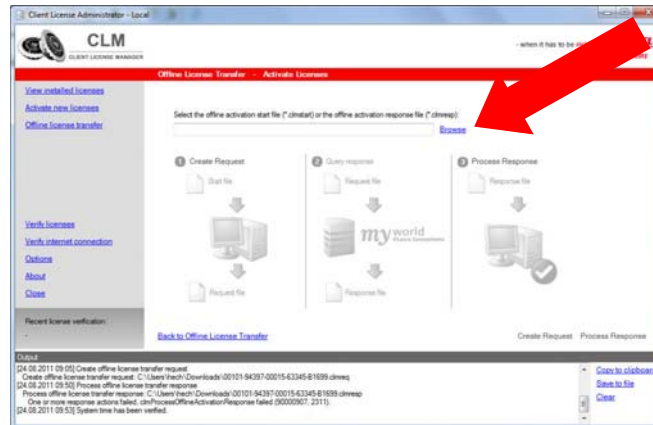 Client License Administrator - Local
CLM
CLIENT LICENSE MANAGER
- when it has to be
Offline License Transfer - Activate Licenses
View installed licenses
Activate new licenses
Offline license transfer
Select the offline activation start file (*.clmstart) or the offline activation response file (*.clmresp):
Browse
1 Create Request
2 Query response
3 Process Response
Start file
Request file
Response file
myworld
Request file
Response file
Verify licenses
Verify internet connection
Options
About
Close
Recent license verification:
-
Back to Offline License Transfer
Create Request
Process Response
Output
[24.08.2011 09:05] Create offline license transfer request
Create offline license transfer request: C:\Users\hech\Downloads\00101-94397-00015-63345-B1699.clmreq
[24.08.2011 09:50] Process offline license transfer response
Process offline license transfer response: C:\Users\hech\Downloads\00101-94397-00015-63345-B1699.clmresp
One or more response actions failed, clmProcessOfflineActivationResponse failed (90000907, 2311).
[24.08.2011 09:53] System time has been verified.
Copy to clipboard
Save to file
Clear